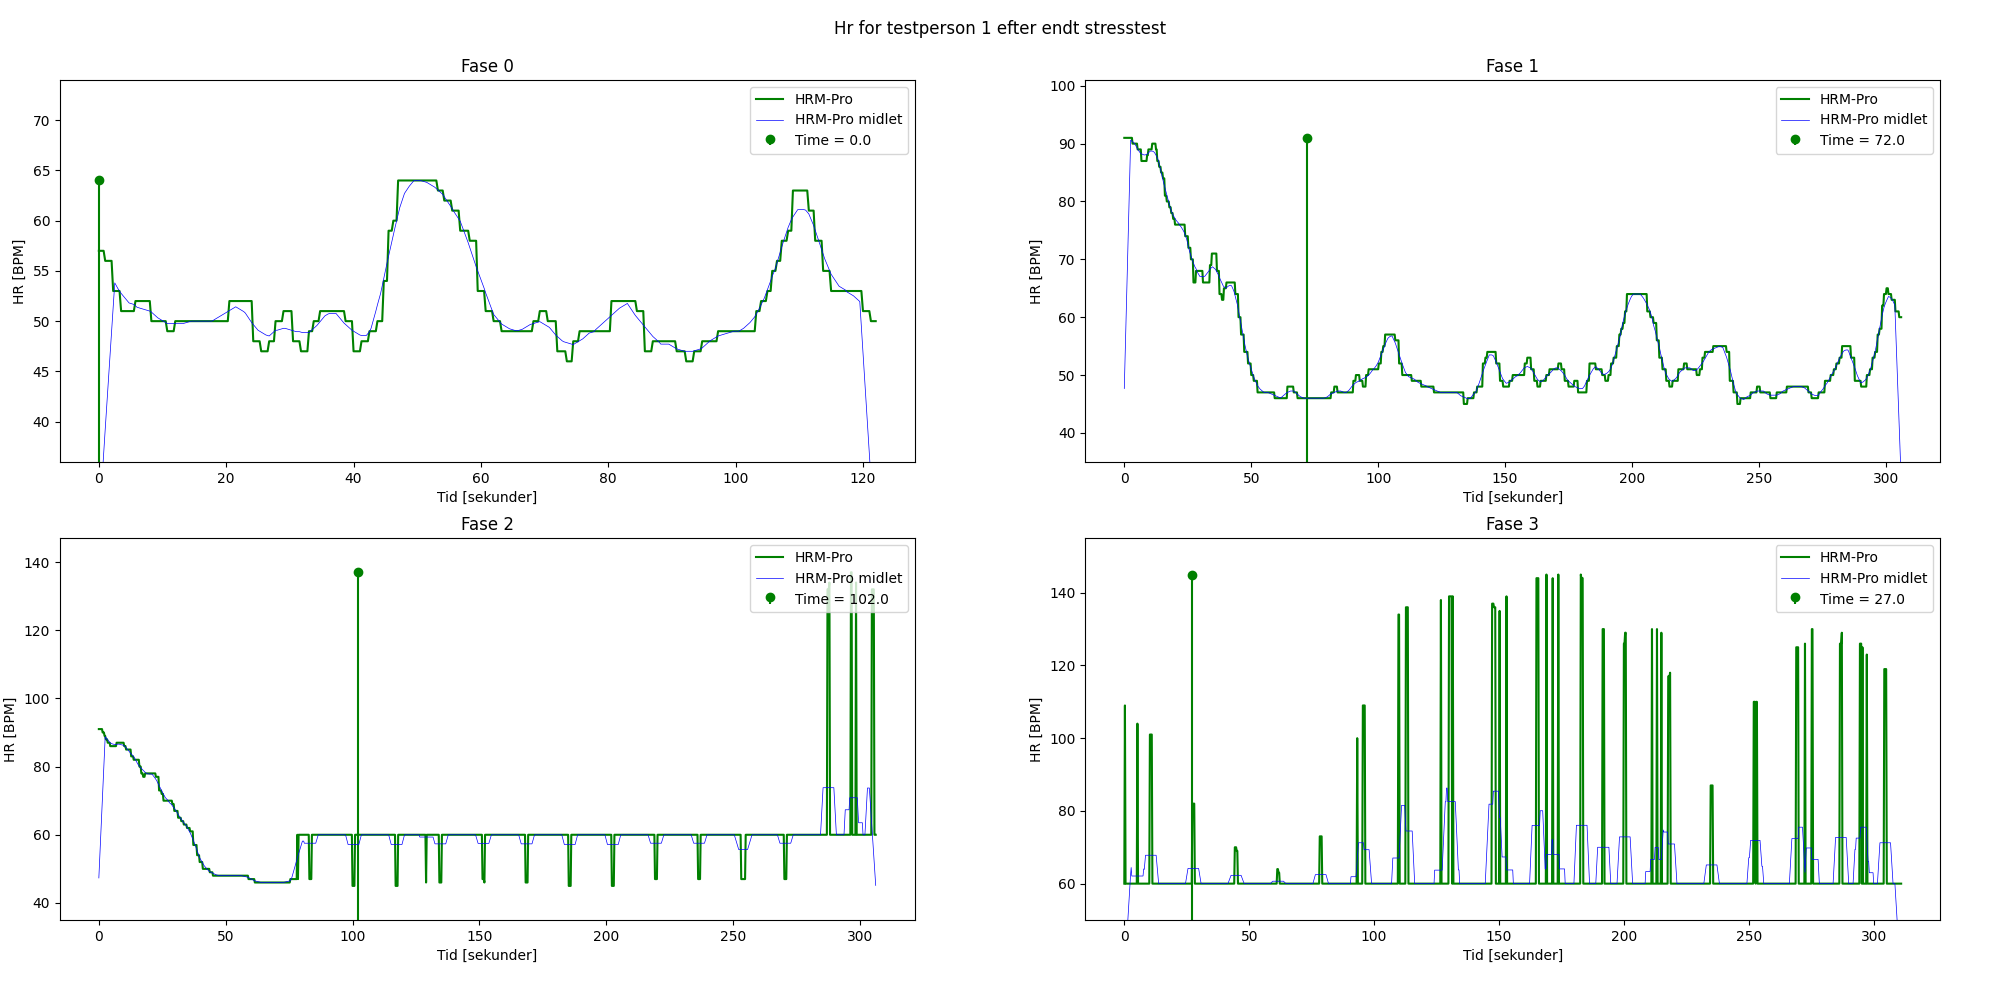 Hr for testperson 1 efter endt stresstest
Fase 0
HRM-Pro
HRM-Pro midlet
Time = 0.0
70
65
60
55
50
45
40
HR [BPM]
0 20 40 60 80 100 120
Tid [sekunder]
Fase 1
HRM-Pro
HRM-Pro midlet
Time = 72.0
100
90
80
70
60
50
40
HR [BPM]
0 50 100 150 200 250 300
Tid [sekunder]
Fase 2
HRM-Pro
HRM-Pro midlet
Time = 102.0
140
120
100
80
60
40
HR [BPM]
0 50 100 150 200 250 300
Tid [sekunder]
Fase 3
HRM-Pro
HRM-Pro midlet
Time = 27.0
140
120
100
80
60
HR [BPM]
0 50 100 150 200 250 300
Tid [sekunder]